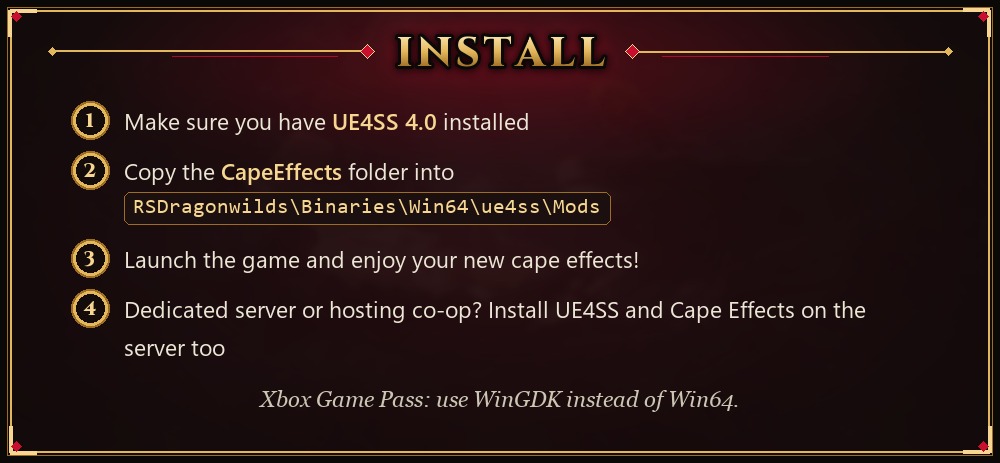 INSTALL
1 Make sure you have UE4SS 4.0 installed
2 Copy the CapeEffects folder into
RSDragonwilds\Binaries\Win64\ue4ss\Mods
3 Launch the game and enjoy your new cape effects!
4 Dedicated server or hosting co-op? Install UE4SS and Cape Effects on the
server too
Xbox Game Pass: use WinGDK instead of Win64.